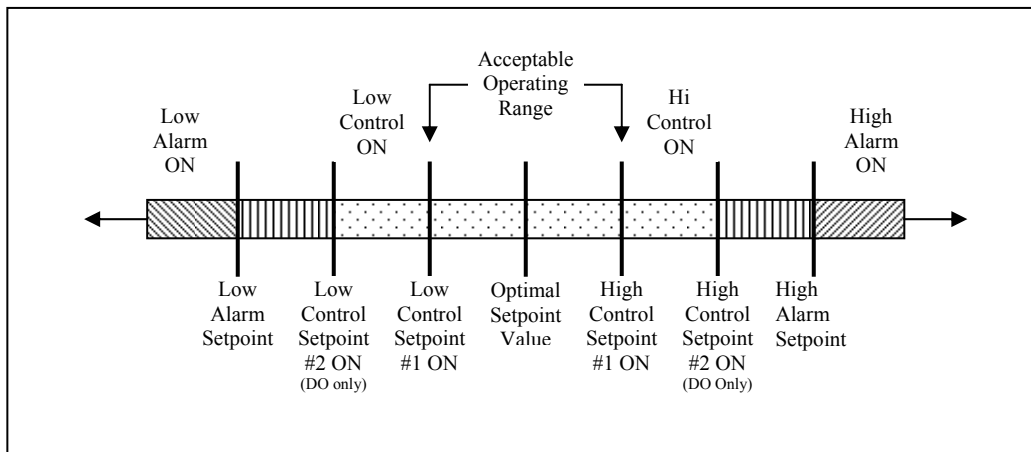 Acceptable
Operating
Range
Low
Alarm
ON
Low
Control
ON
Hi
Control
ON
High
Alarm
ON
Low
Alarm
Setpoint
Low
Control
Setpoint
#2 ON
(DO only)
Low
Control
Setpoint
#1 ON
Optimal
Setpoint
Value
High
Control
Setpoint
#1 ON
High
Control
Setpoint
#2 ON
(DO Only)
High
Alarm
Setpoint